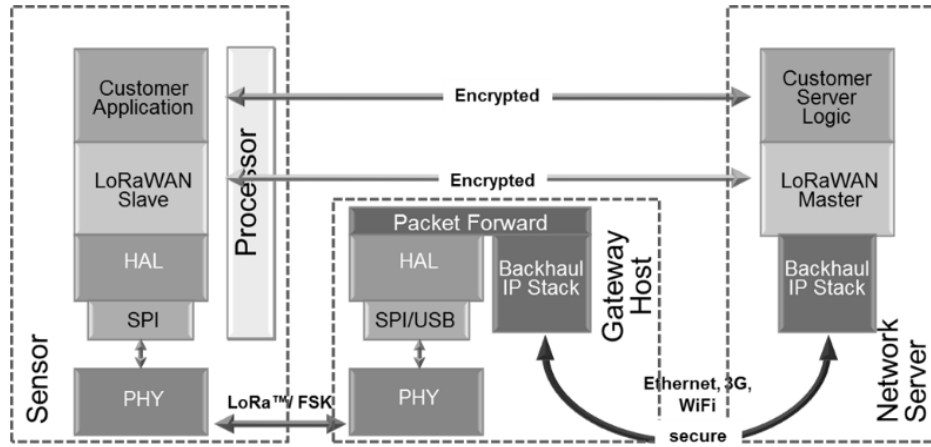 Customer
Application
LoRaWAN
Slave
HAL
SPI
PHY
Processor
Sensor
Encrypted
Encrypted
Packet Forward
HAL
Backhaul
IP Stack
SPI/USB
PHY
Gateway
Host
LoRa™/ FSK
Customer
Server
Logic
LoRaWAN
Master
Backhaul
IP Stack
Ethernet, 3G,
WiFi
secure
Network
Server